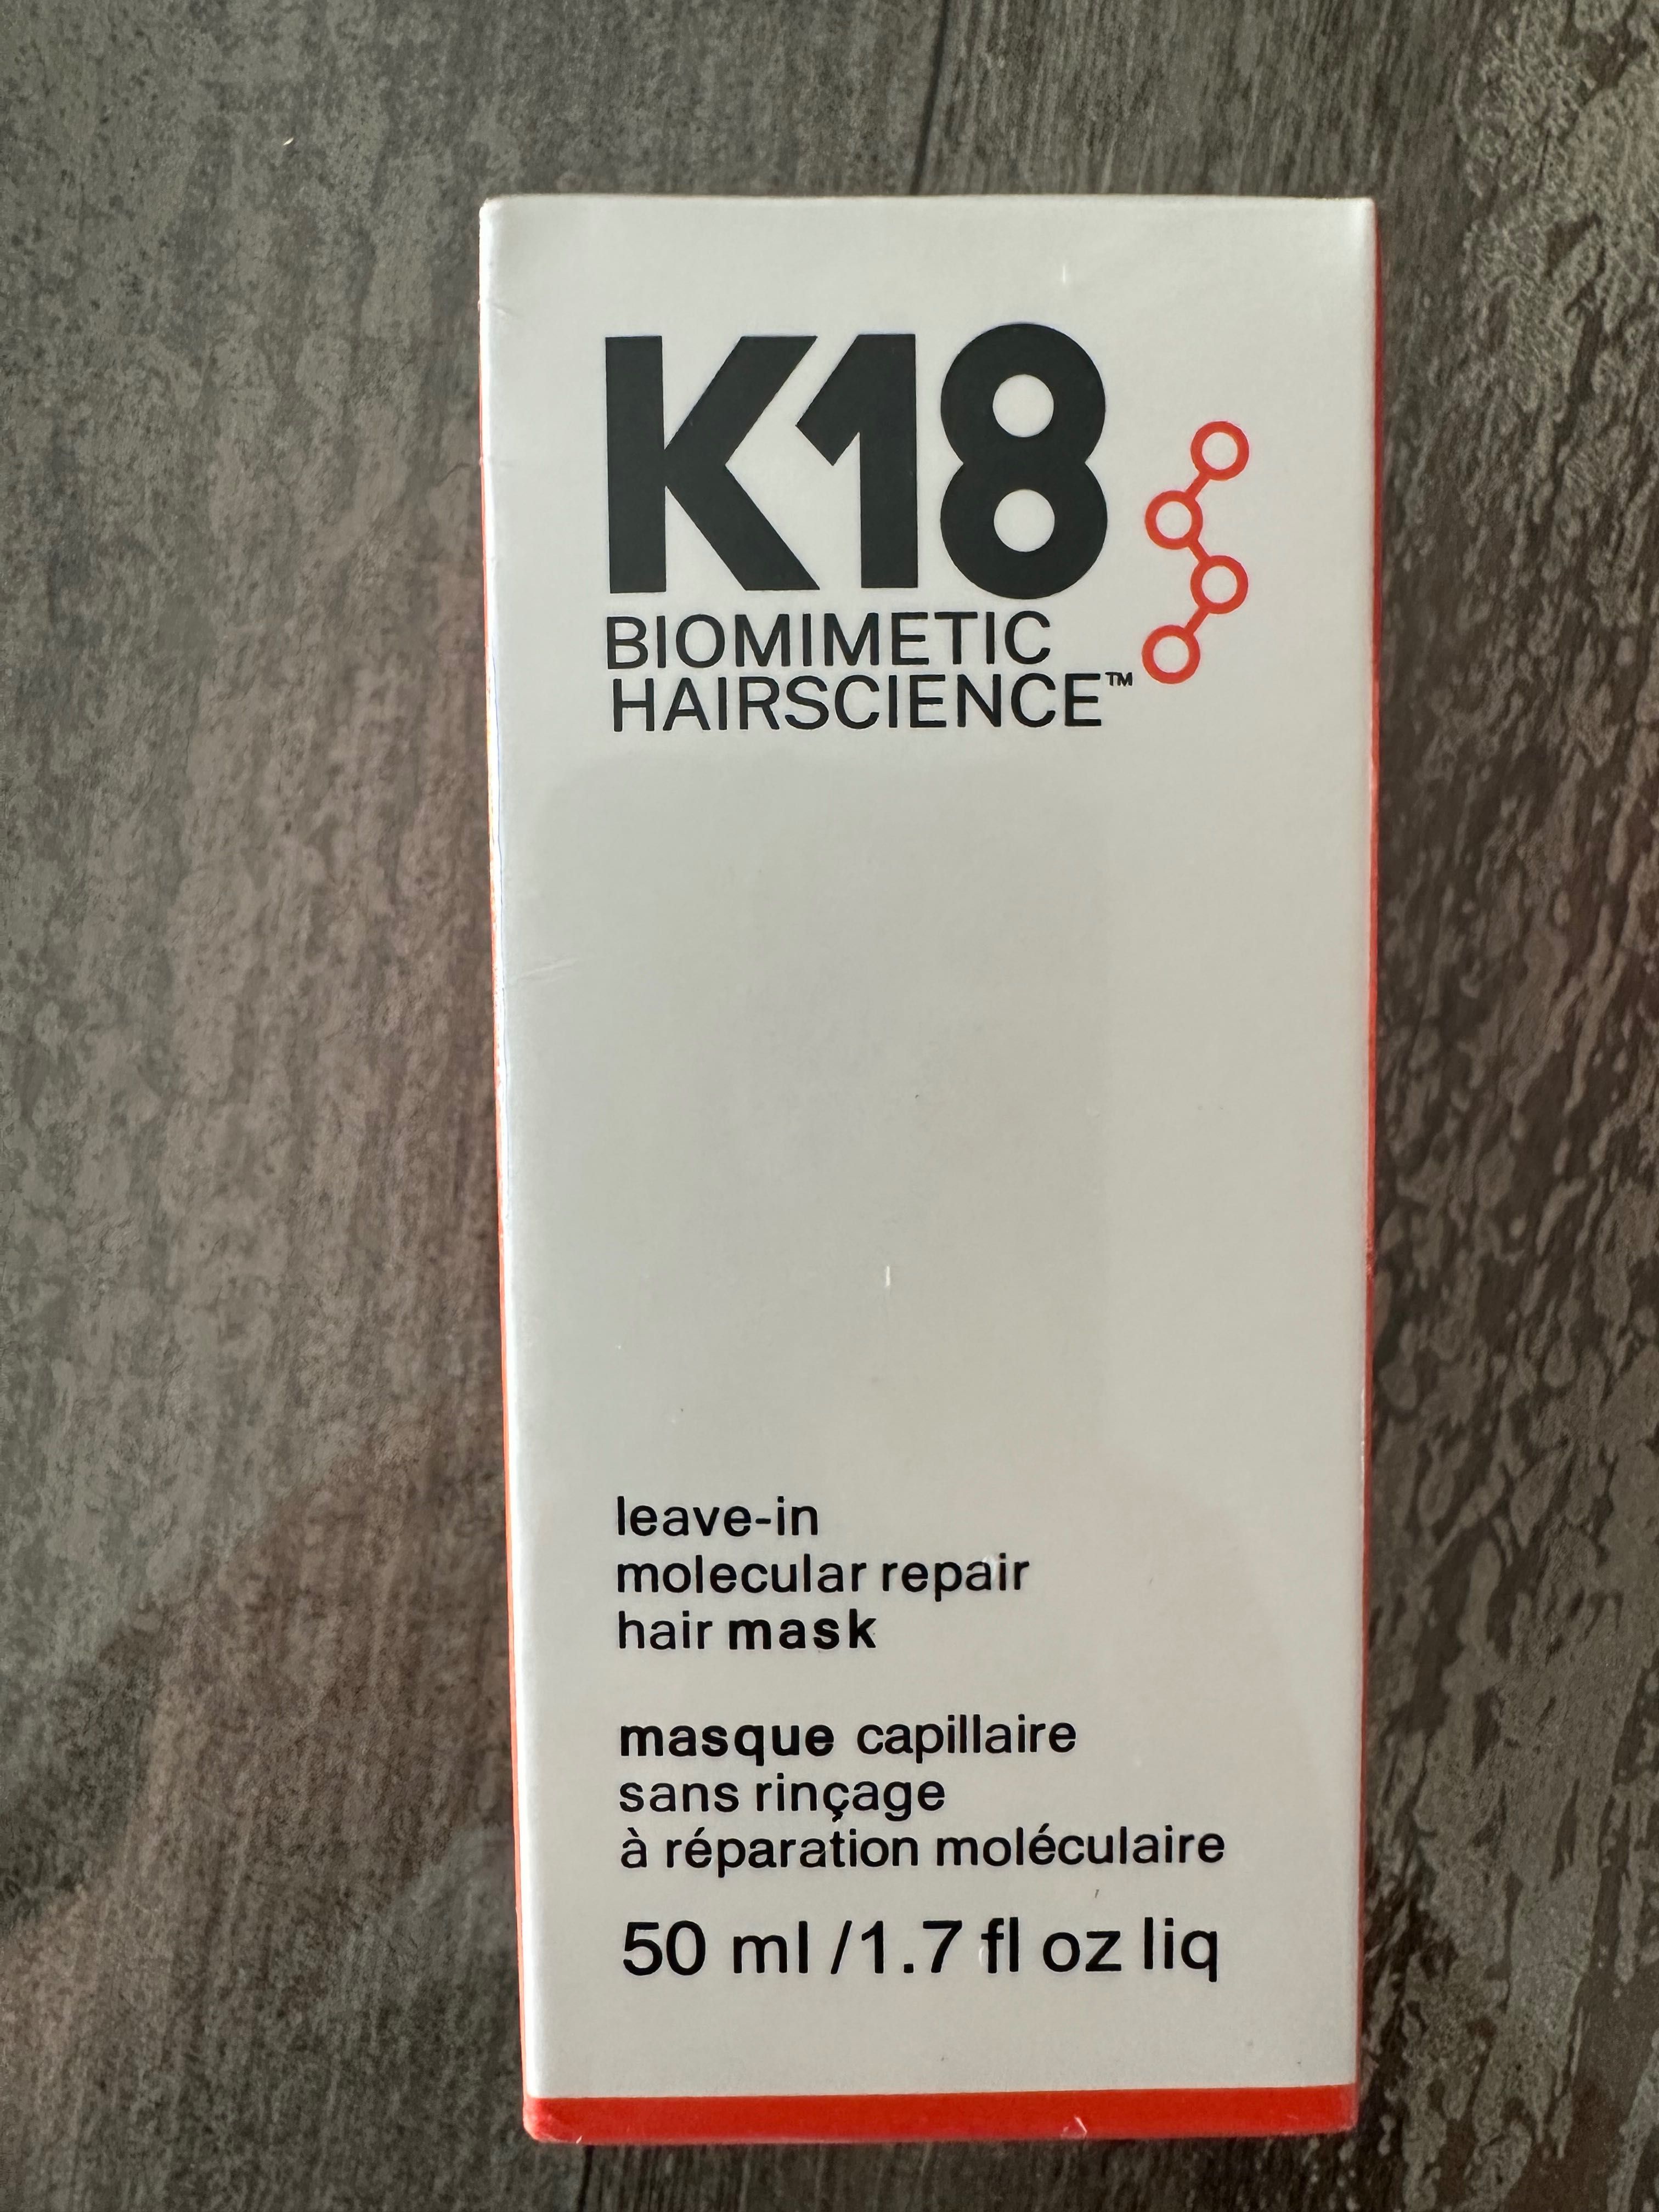 K18
BIOMIMETIC
HAIRSCIENCE™
leave-in
molecular repair
hair mask
masque capillaire
sans rinçage
à réparation moléculaire
50 ml /1.7 fl oz liq